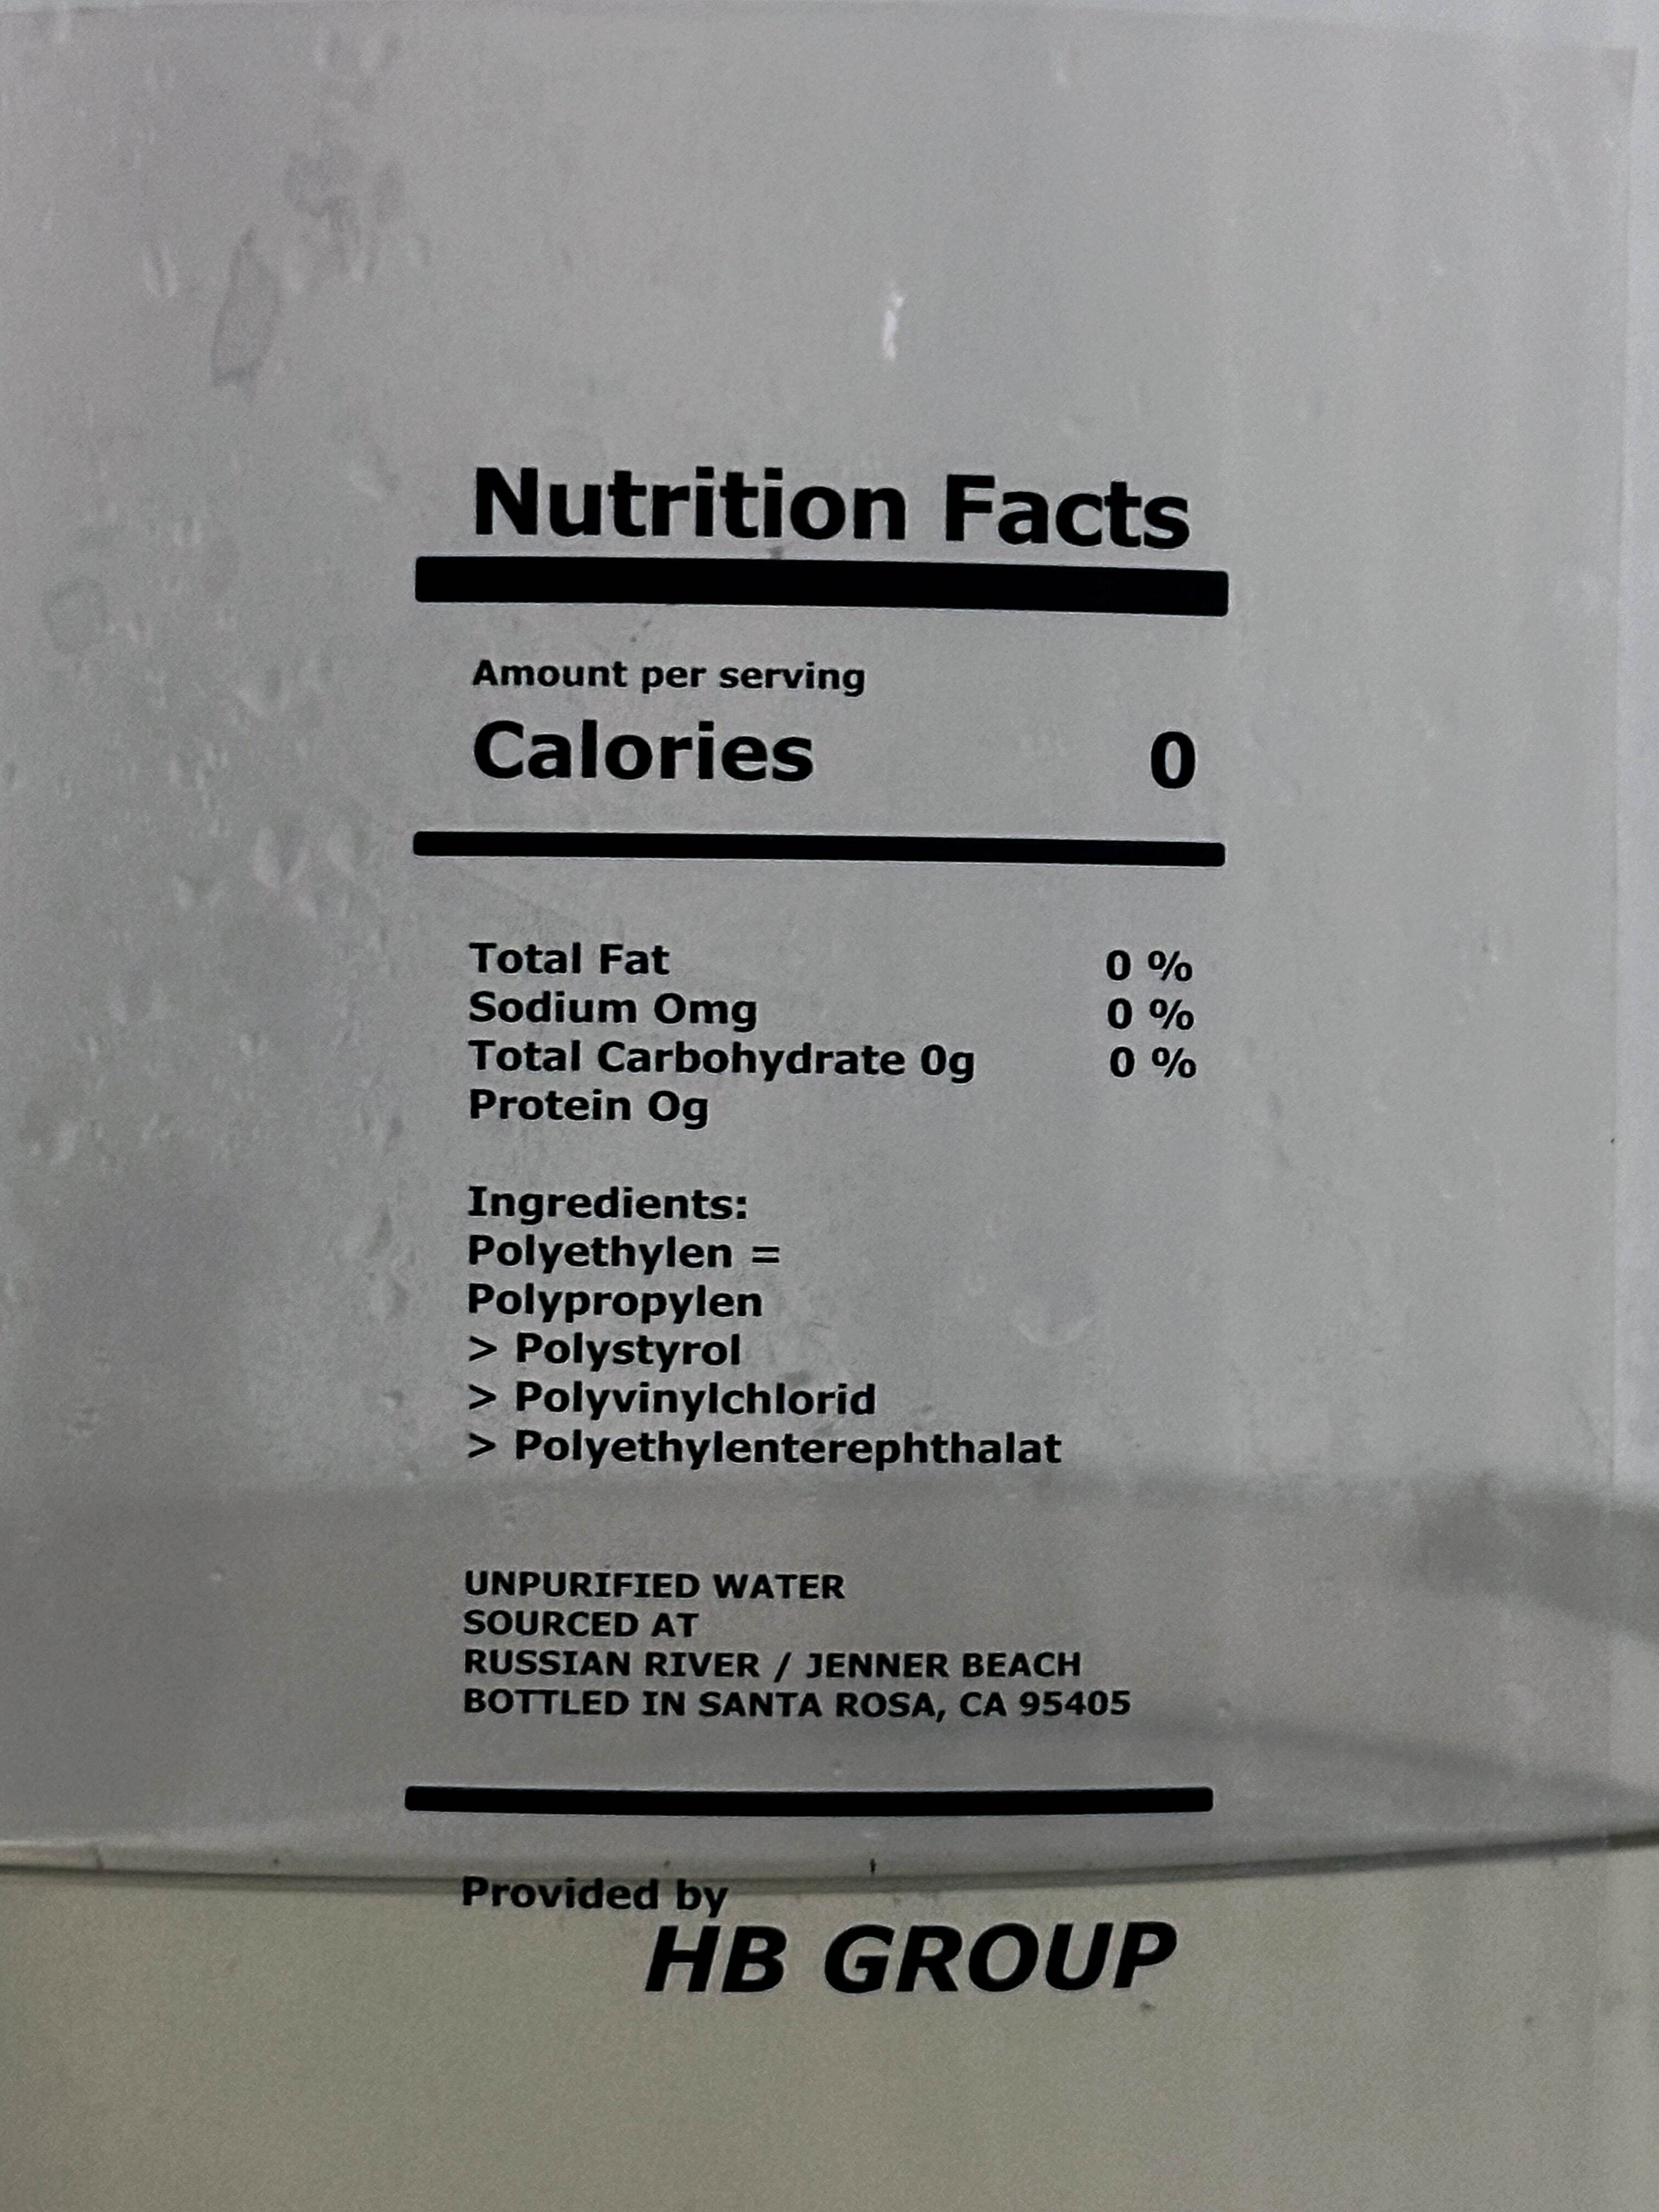 Nutrition Facts
Amount per serving
Calories 0
Total Fat 0 %
Sodium Omg 0 %
Total Carbohydrate 0g 0 %
Protein Og
Ingredients:
Polyethylen =
Polypropylen
> Polystyrol
> Polyvinylchlorid
> Polyethylenterephthalat
UNPURIFIED WATER
SOURCED AT
RUSSIAN RIVER / JENNER BEACH
BOTTLED IN SANTA ROSA, CA 95405
Provided by
HB GROUP